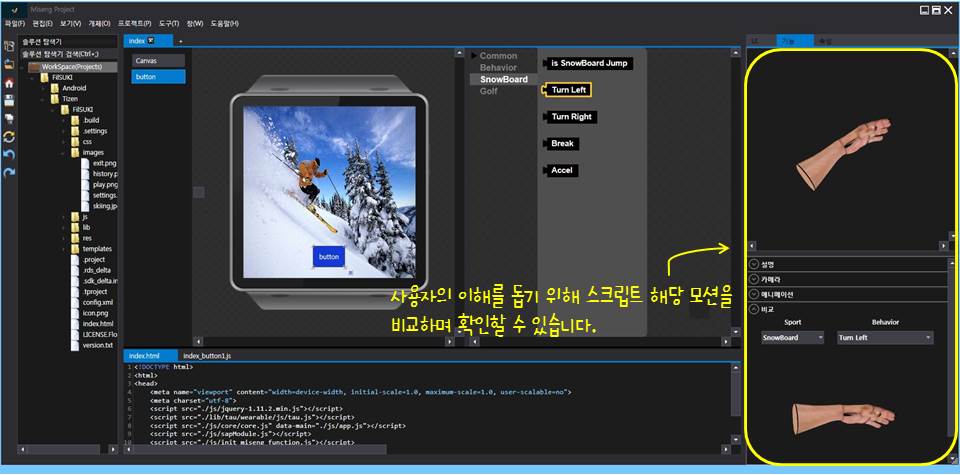 Miseng Project
파일(F) 편집(E) 보기(V) 개체(O) 프로젝트(P) 도구(T) 창(W) 도움말(H)
솔루션 탐색기
솔루션 탐색기 검색(Ctrl+;)
WorkSpace(Projects)
FilSUKI
Android
Tizen
FilSUKI
.build
.settings
css
images
exit.png
history.p
play.png
settings.
skiing.jp
js
lib
res
templates
.project
.rds_delta
.sdk_delta.in
.tproject
config.xml
icon.png
index.html
LICENSE.Flo
version.txt
index +
Canvas
button
button
Common
Behavior
SnowBoard
Golf
is SnowBoard Jump
Turn Left
Turn Right
Break
Accel
사용자의 이해를 돕기 위해 스크립트 해당 모션을
비교하며 확인할 수 있습니다.
index.html index_button1.js
1 <!DOCTYPE html>
2 <html>
3 <head>
4 <meta name="viewport" content="width=device-width, initial-scale=1.0, maximum-scale=1.0, user-scalable=no">
5 <meta charset="utf-8">
6 <script src="./js/jquery-1.11.2.min.js"></script>
7 <script src="./lib/tau/wearable/js/tau.js"></script>
8 <script src="./js/core/core.js" data-main="./js/app.js"></script>
9 <script src="./js/sapModule.js"></script>
10 <script src="./js/init miseng function.js"></script>
UI 기능 속성
설명
카메라
애니메이션
비교
Sport Behavior
SnowBoard Turn Left